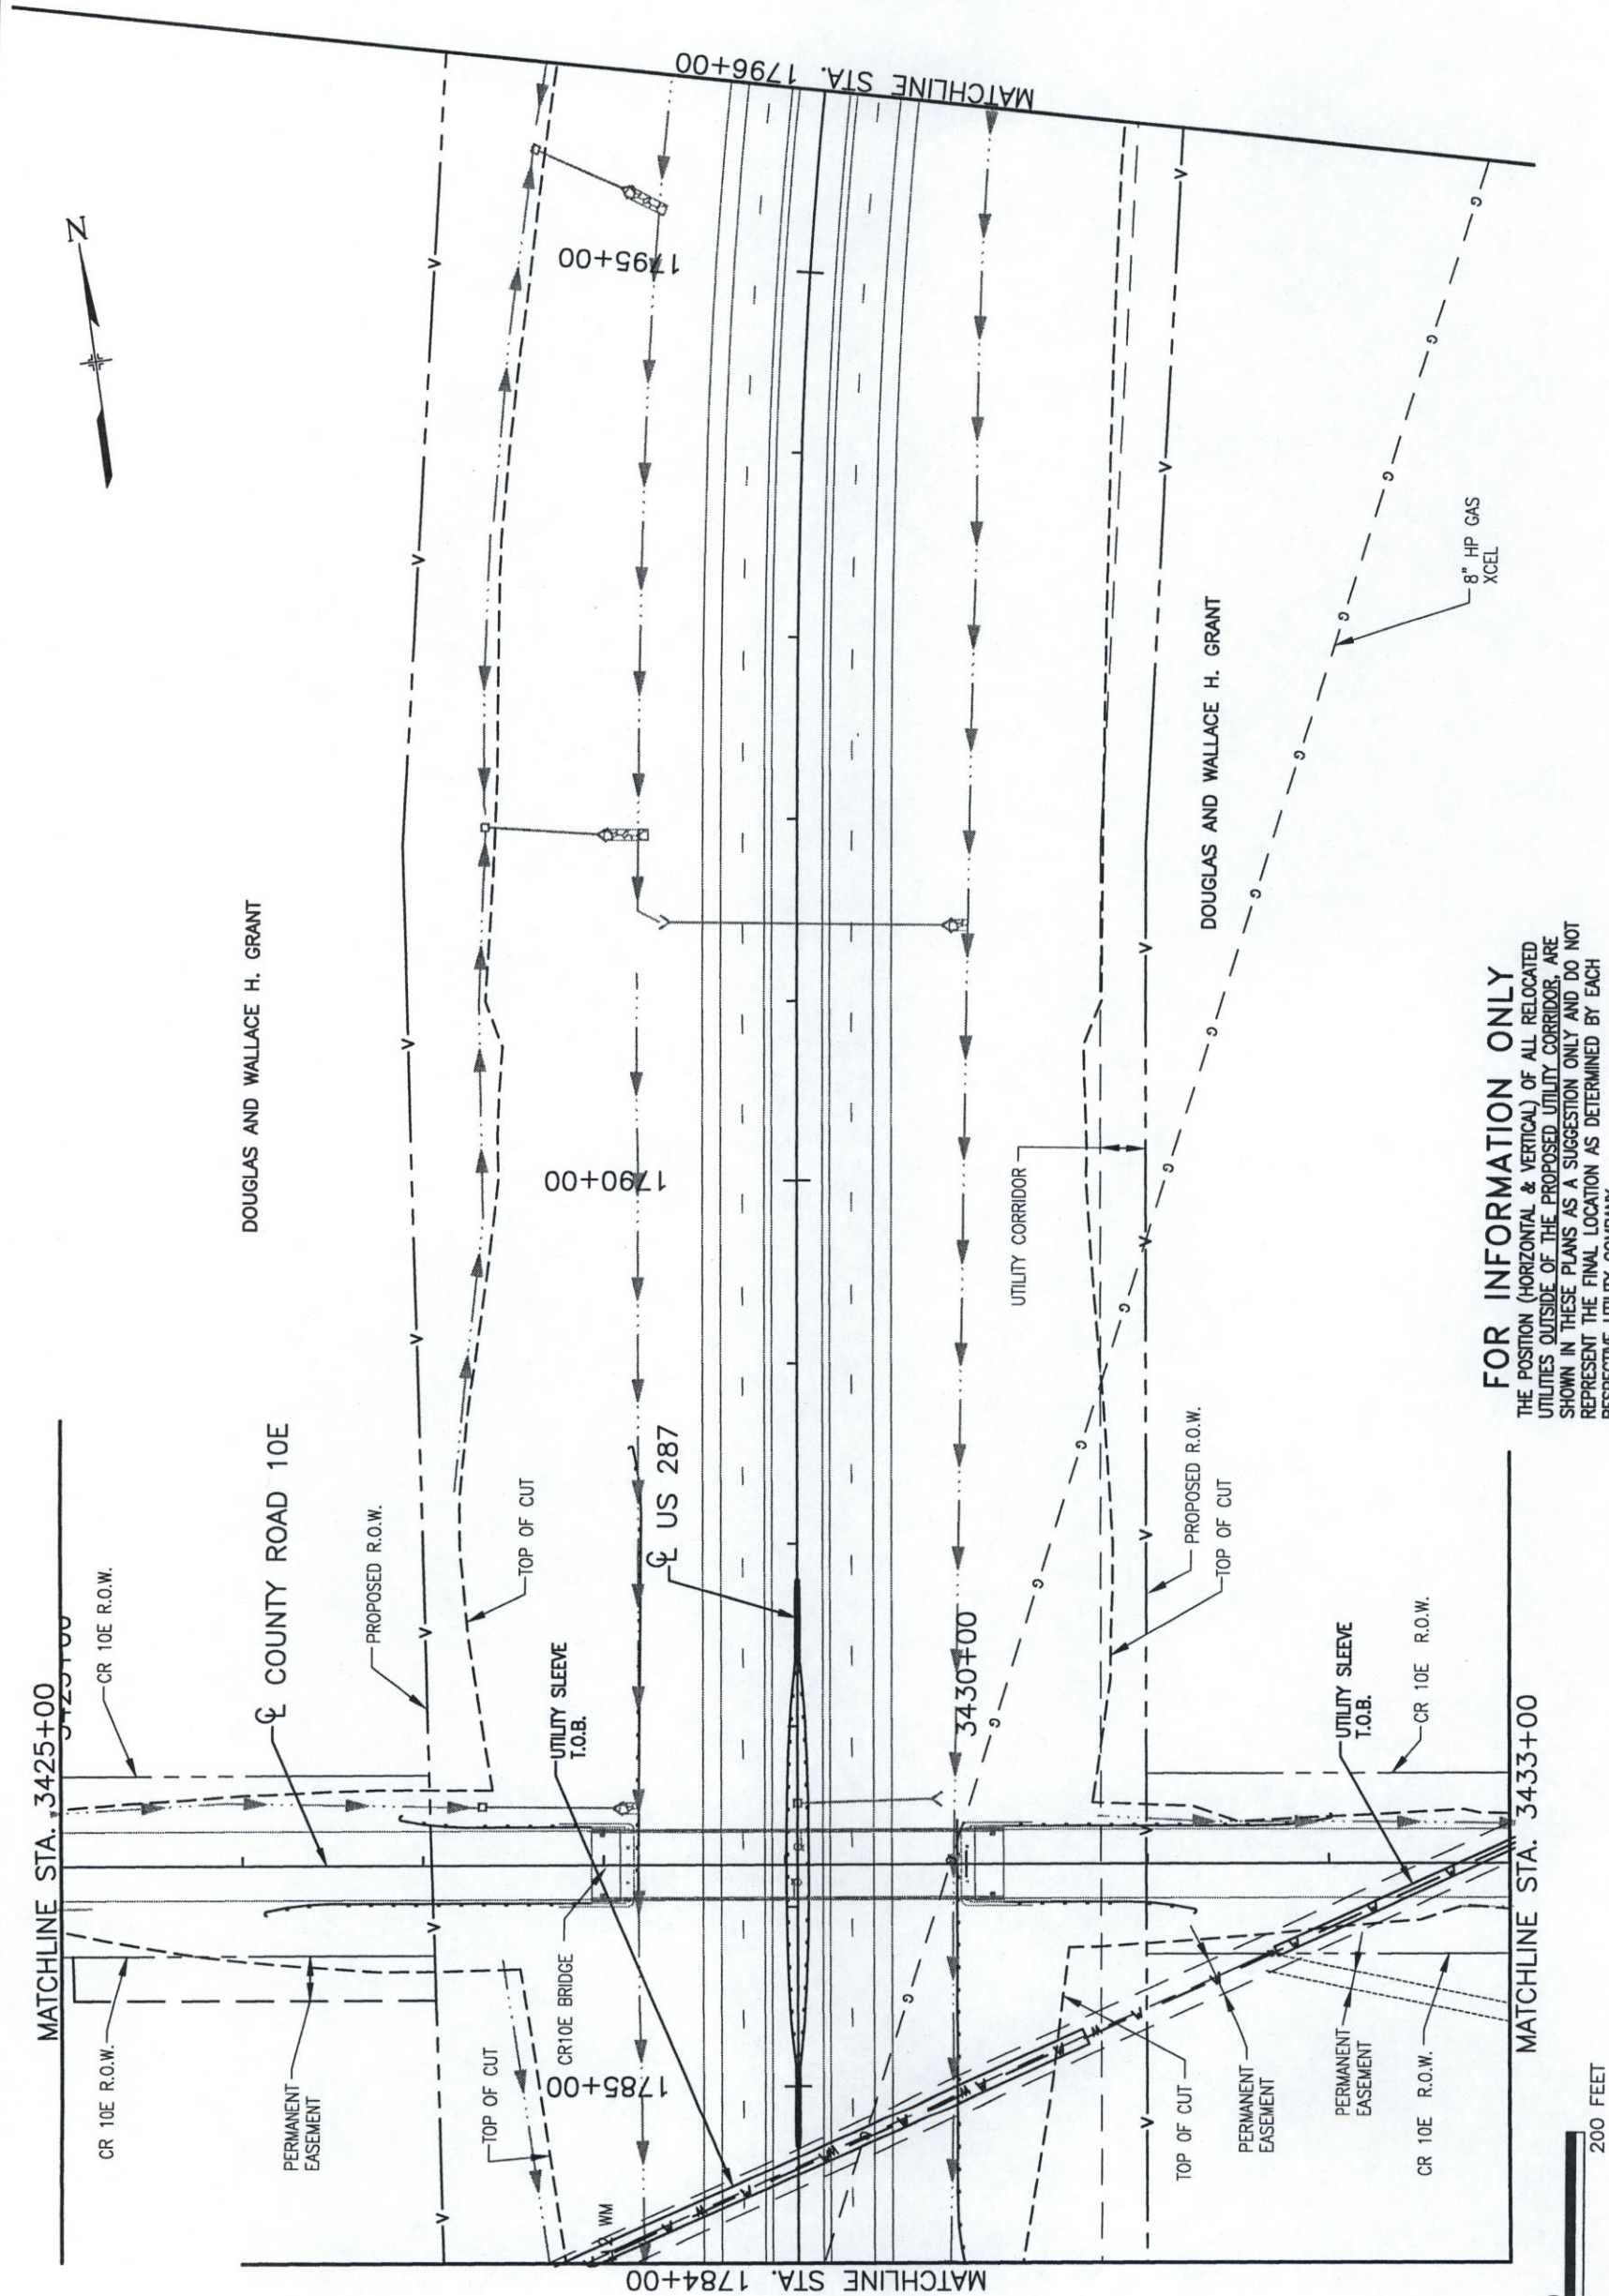 MATCHLINE STA. 1796+00
N
1795+00
8" HP GAS
XCEL
DOUGLAS AND WALLACE H. GRANT
DOUGLAS AND WALLACE H. GRANT
1790+00
UTILITY CORRIDOR
FOR INFORMATION ONLY
THE POSITION (HORIZONTAL & VERTICAL) OF ALL RELOCATED
UTILITIES OUTSIDE OF THE PROPOSED UTILITY CORRIDOR, ARE
SHOWN IN THESE PLANS AS A SUGGESTION ONLY AND DO NOT
REPRESENT THE FINAL LOCATION AS DETERMINED BY EACH
RESPECTIVE UTILITY COMPANY
MATCHLINE STA. 3425+00
CR 10E R.O.W.
℄ COUNTY ROAD 10E
PROPOSED R.O.W.
TOP OF CUT
UTILITY SLEEVE
T.O.B.
℄ US 287
3430+00
PROPOSED R.O.W.
TOP OF CUT
UTILITY SLEEVE
T.O.B.
CR 10E R.O.W.
MATCHLINE STA. 3433+00
CR 10E R.O.W.
PERMANENT
EASEMENT
TOP OF CUT
CR10E BRIDGE
1785+00
WM
TOP OF CUT
PERMANENT
EASEMENT
PERMANENT
EASEMENT
CR 10E R.O.W.
MATCHLINE STA. 1784+00
200 FEET